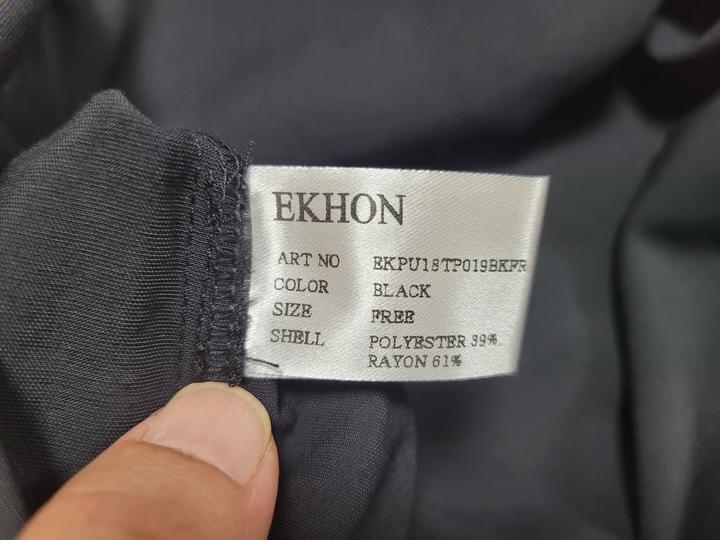 EKHON
ART NO EKPU18TP019BKFR
COLOR BLACK
SIZE FREE
SHELL POLYESTER 39%
RAYON 61%